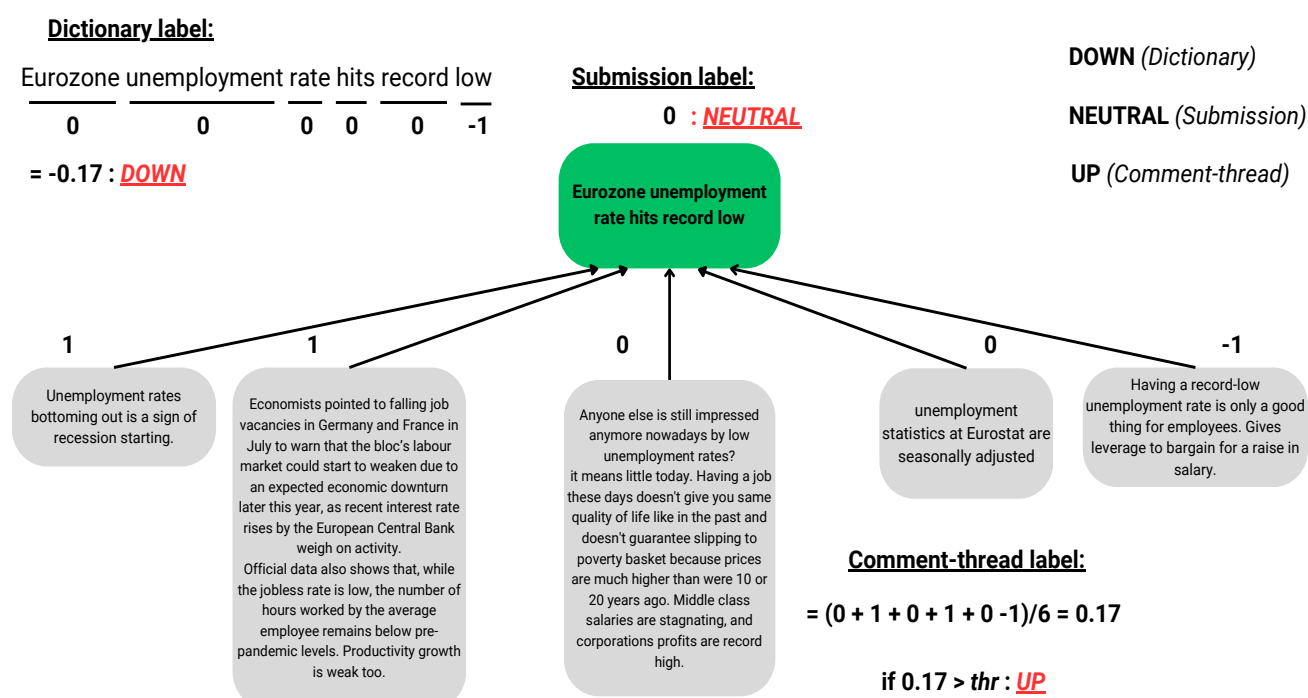 Dictionary label:
Eurozone unemployment rate hits record low
0 0 0 0 0 -1
= -0.17 : DOWN
Submission label:
0 : NEUTRAL
DOWN (Dictionary)
NEUTRAL (Submission)
UP (Comment-thread)
Eurozone unemployment
rate hits record low
1
Unemployment rates
bottoming out is a sign of
recession starting.
1
Economists pointed to falling job
vacancies in Germany and France in
July to warn that the bloc's labour
market could start to weaken due to
an expected economic downturn
later this year, as recent interest rate
rises by the European Central Bank
weigh on activity.
Official data also shows that, while
the jobless rate is low, the number of
hours worked by the average
employee remains below pre-
pandemic levels. Productivity growth
is weak too.
0
Anyone else is still impressed
anymore nowadays by low
unemployment rates?
it means little today. Having a job
these days doesn't give you same
quality of life like in the past and
doesn't guarantee slipping to
poverty basket because prices
are much higher than were 10 or
20 years ago. Middle class
salaries are stagnating, and
corporations profits are record
high.
0
unemployment
statistics at Eurostat are
seasonally adjusted
-1
Having a record-low
unemployment rate is only a good
thing for employees. Gives
leverage to bargain for a raise in
salary.
Comment-thread label:
= (0 + 1 + 0 + 1 + 0 -1)/6 = 0.17
if 0.17 > thr : UP